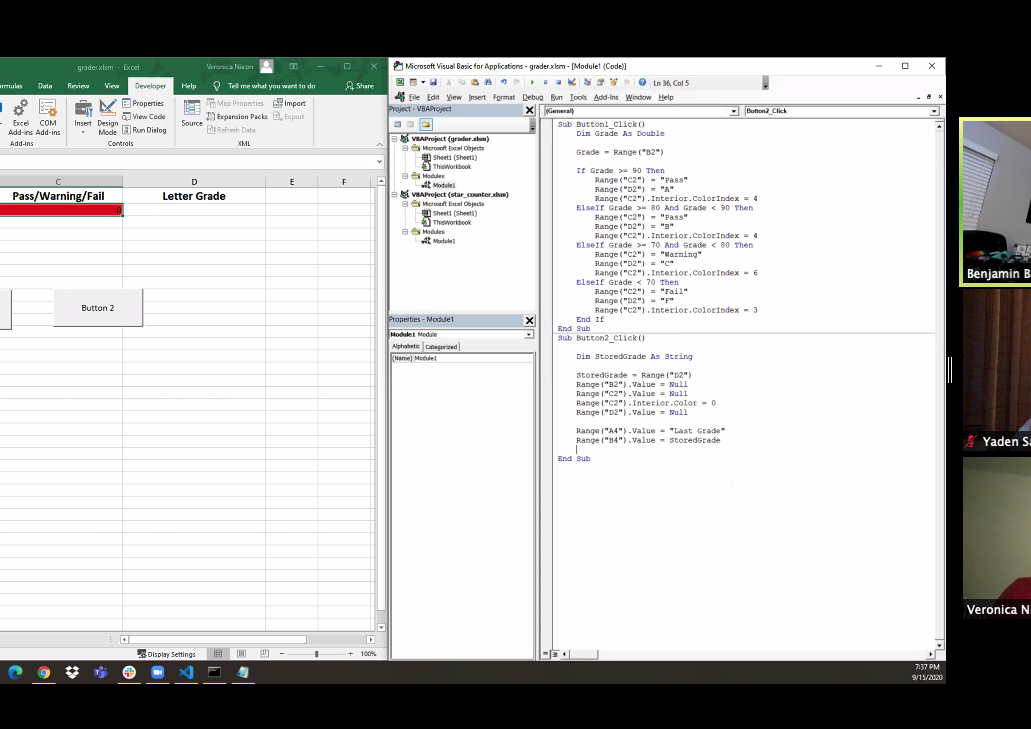 grader.xlsm - Excel
Veronica Nixon
rmulas Data Review View Developer Help Tell me what you want to do Share
Excel Add-ins
COM Add-ins
Add-ins
Insert
Design Mode
Properties
View Code
Run Dialog
Controls
Source
Map Properties
Expansion Packs
Refresh Data
Import
Export
XML
C D E F
Pass/Warning/Fail Letter Grade
Button 2
Display Settings
100%
Microsoft Visual Basic for Applications - grader.xlsm - [Module1 (Code)]
Ln 36, Col 5
File Edit View Insert Format Debug Run Tools Add-Ins Window Help
Project - VBAProject
VBAProject (grader.xlsm)
Microsoft Excel Objects
Sheet1 (Sheet1)
ThisWorkbook
Modules
Module1
VBAProject (star_counter.xlsm)
Microsoft Excel Objects
Sheet1 (Sheet1)
ThisWorkbook
Modules
Module1
Properties - Module1
Module1 Module
Alphabetic Categorized
(Name) Module1
(General) Button2_Click
Sub Button1_Click()
Dim Grade As Double
Grade = Range("B2")
If Grade >= 90 Then
Range("C2") = "Pass"
Range("D2") = "A"
Range("C2").Interior.ColorIndex = 4
ElseIf Grade >= 80 And Grade < 90 Then
Range("C2") = "Pass"
Range("D2") = "B"
Range("C2").Interior.ColorIndex = 4
ElseIf Grade >= 70 And Grade < 80 Then
Range("C2") = "Warning"
Range("D2") = "C"
Range("C2").Interior.ColorIndex = 6
ElseIf Grade < 70 Then
Range("C2") = "Fail"
Range("D2") = "F"
Range("C2").Interior.ColorIndex = 3
End If
End Sub
Sub Button2_Click()
Dim StoredGrade As String
StoredGrade = Range("D2")
Range("B2").Value = Null
Range("C2").Value = Null
Range("C2").Interior.Color = 0
Range("D2").Value = Null
Range("A4").Value = "Last Grade"
Range("B4").Value = StoredGrade
End Sub
7:37 PM
9/15/2020
Benjamin B
Yaden Sa
Veronica N